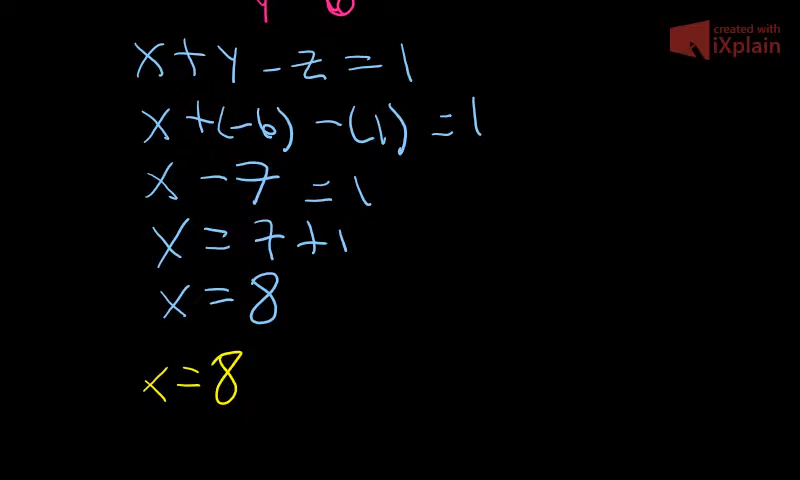 created with
iXplain
x + y - z = 1
x + (-6) - (1) = 1
x - 7 = 1
x = 7 + 1
x = 8
x = 8